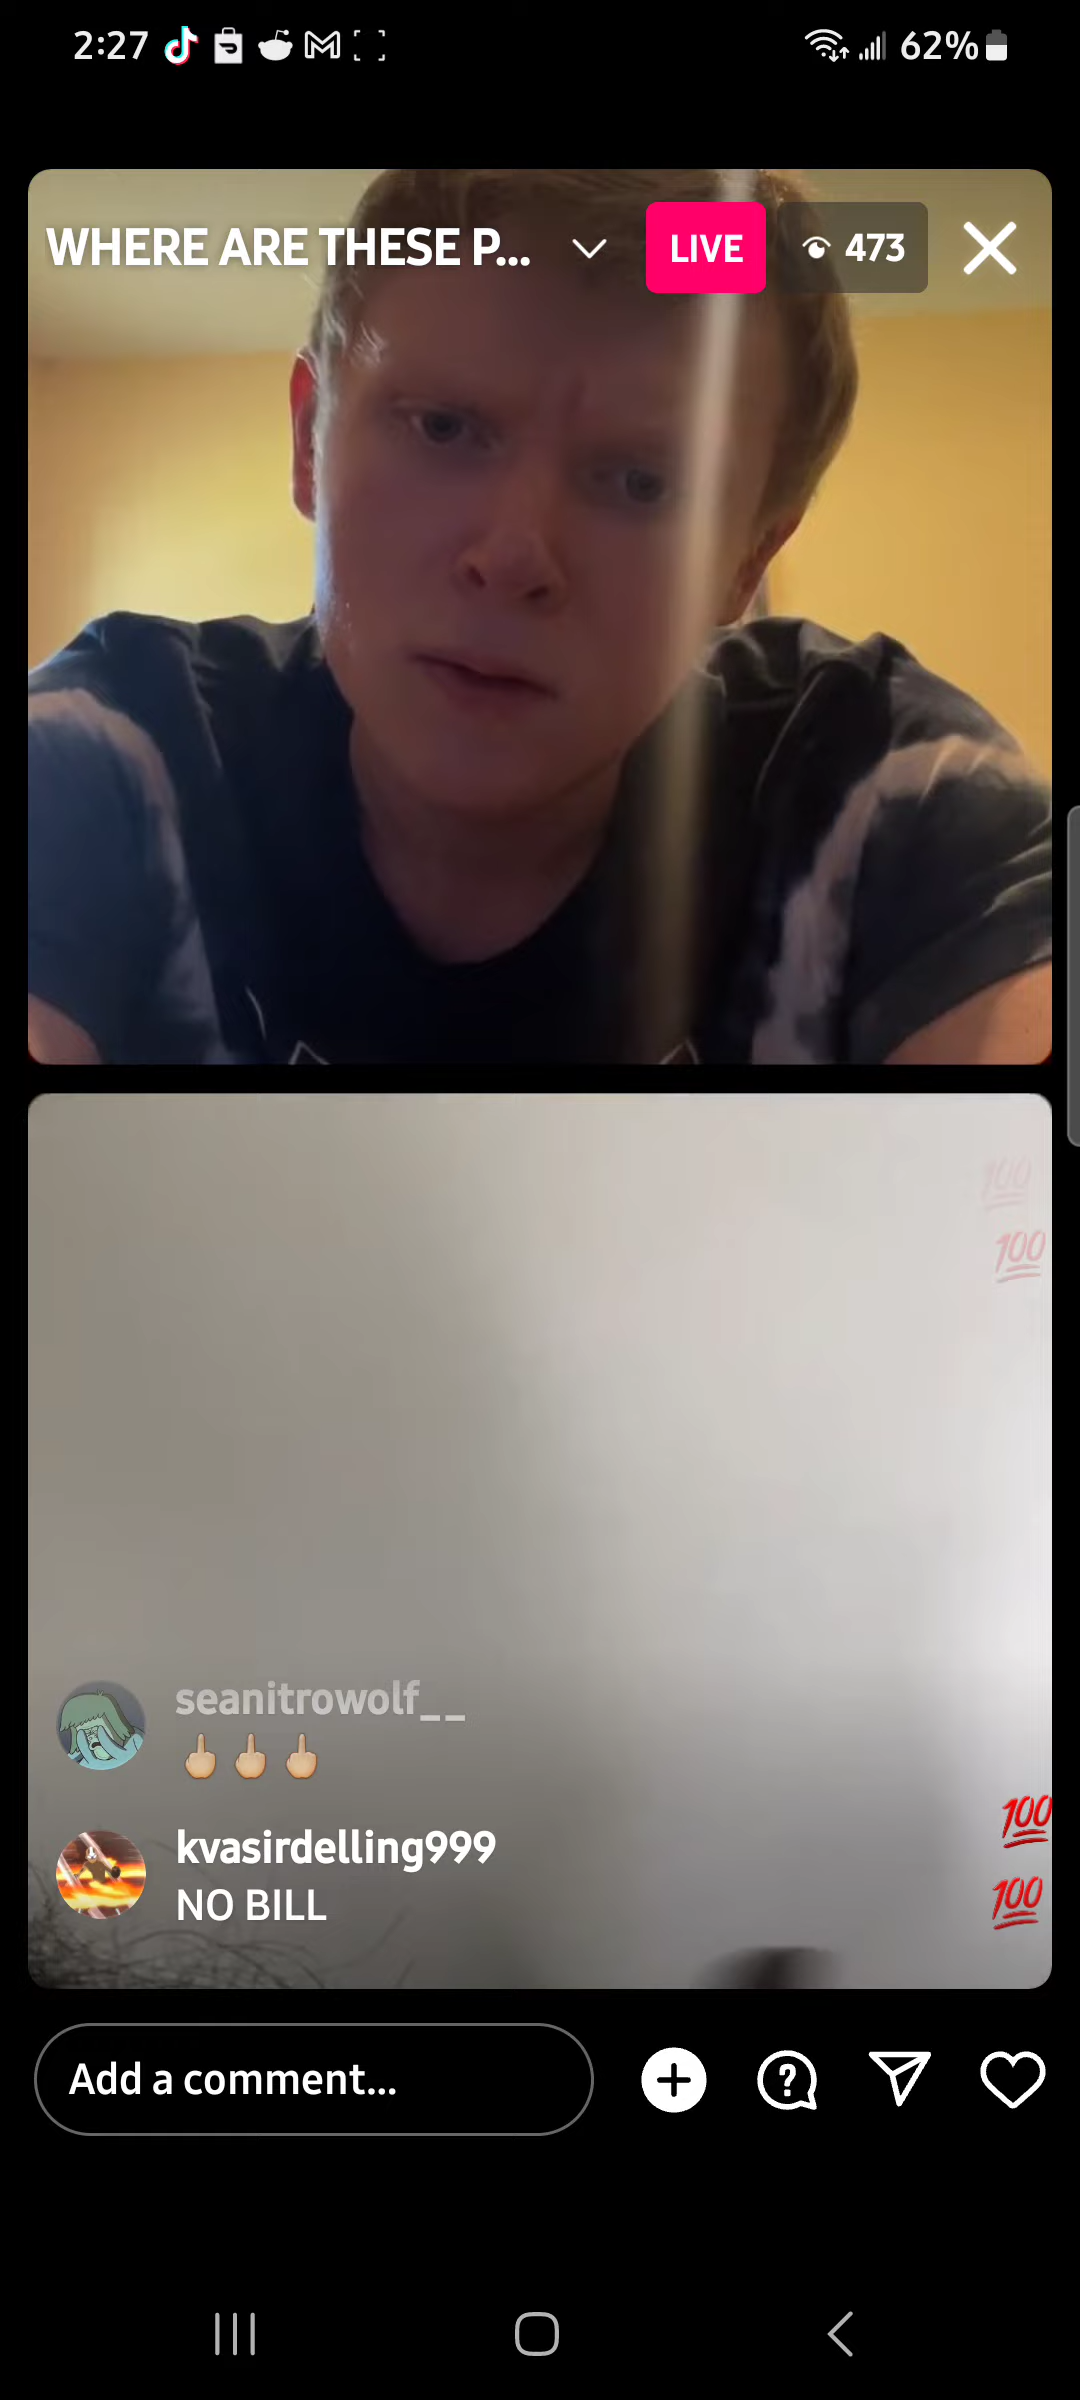 2:27 62%
WHERE ARE THESE P... LIVE 473
100
100
seanitrowolf__
kvasirdelling999
NO BILL
100
100
Add a comment...